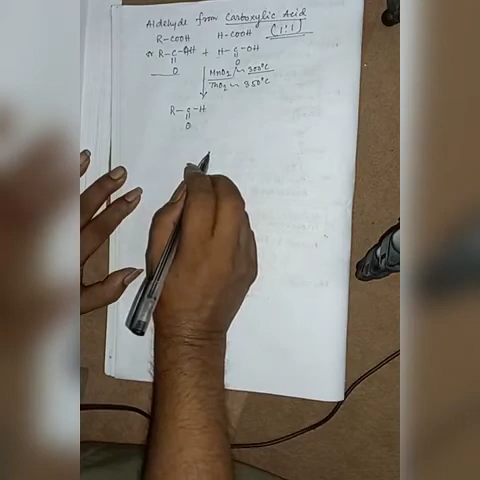 Aldehyde from Carboxylic Acid
(1:1)
R-COOH H-COOH
or R-C-OH + H-C-OH
O O
MnO2/~ 300°C
ThO2 ~ 350°C
R-C-H
O